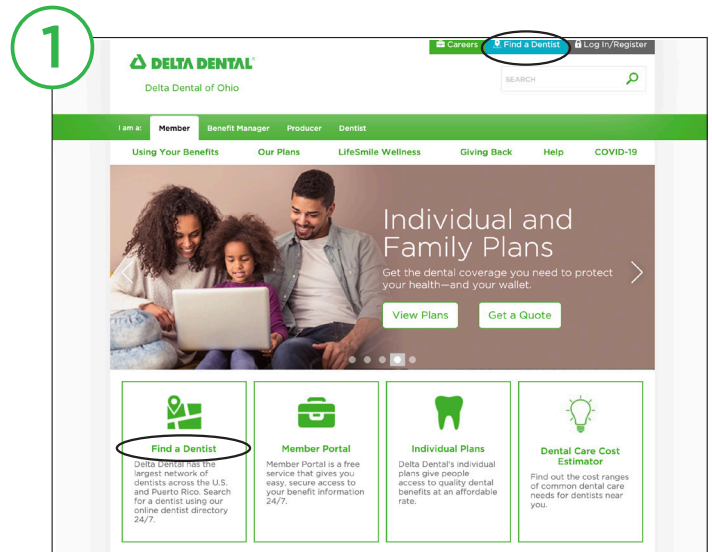 1
Careers Find a Dentist Log In/Register
DELTA DENTAL®
SEARCH
Delta Dental of Ohio
I am a: Member Benefit Manager Producer Dentist
Using Your Benefits Our Plans LifeSmile Wellness Giving Back Help COVID-19
Individual and
Family Plans
Get the dental coverage you need to protect
your health—and your wallet.
View Plans Get a Quote
Find a Dentist
Delta Dental has the
largest network of
dentists across the U.S.
and Puerto Rico. Search
for a dentist using our
online dentist directory
24/7.
Member Portal
Member Portal is a free
service that gives you
easy, secure access to
your benefit information
24/7.
Individual Plans
Delta Dental's individual
plans give people
access to quality dental
benefits at an affordable
rate.
Dental Care Cost
Estimator
Find out the cost ranges
of common dental care
needs for dentists near
you.